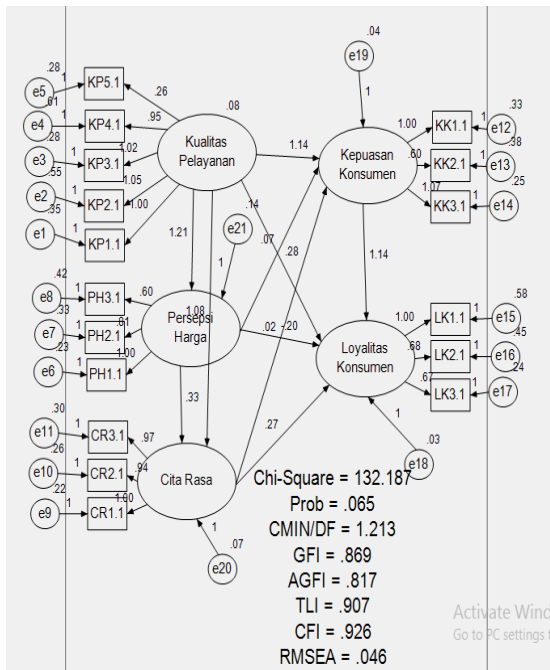 .04
e19
1
.28
1
KP5.1
e5
.26
.08
.61
1
KP4.1
e4
.95
.28
1
KP3.1
e3
1.02
.55
1
KP2.1
e2
1.05
.35
1
KP1.1
e1
1.00
Kualitas
Pelayanan
1.14
Kepuasan
Konsumen
1.00
KK1.1
1
.33
e12
.60
KK2.1
1
.38
e13
1.07
KK3.1
1
.25
e14
1.21
.14
e21
1
.07
.28
1.14
.42
1
PH3.1
e8
.60
.33
1
PH2.1
e7
.81
.23
1
PH1.1
e6
1.00
Persepsi
Harga
1.08
.02
-.20
1.00
LK1.1
1
.58
e15
Loyalitas
Konsumen
.68
LK2.1
1
.45
e16
.67
LK3.1
1
.24
e17
.33
.27
1
.03
e18
.30
1
CR3.1
e11
.97
.26
1
CR2.1
e10
.94
.22
1
CR1.1
e9
1.00
Cita Rasa
1
.07
e20
Chi-Square = 132.187
Prob = .065
CMIN/DF = 1.213
GFI = .869
AGFI = .817
TLI = .907
CFI = .926
RMSEA = .046
Activate Wind
Go to PC settings t